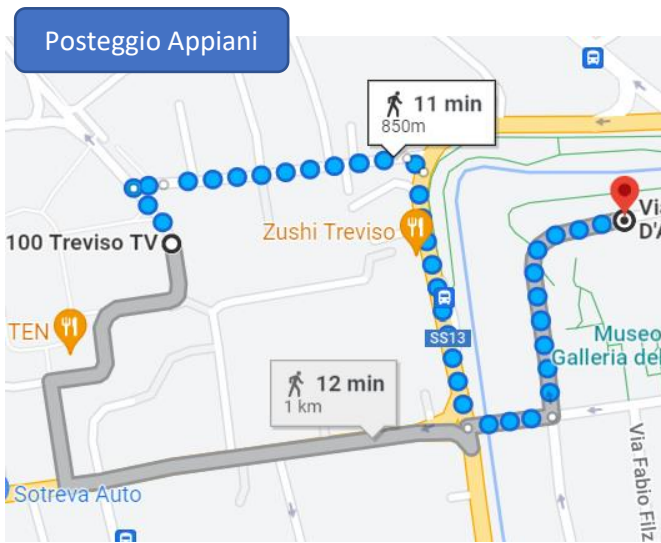 Posteggio Appiani
11 min
850m
Via
D'A
Zushi Treviso
100 Treviso TV
TEN
SS13
Museo
Galleria del
12 min
1 km
Via Fabio Filz
Sotreva Auto